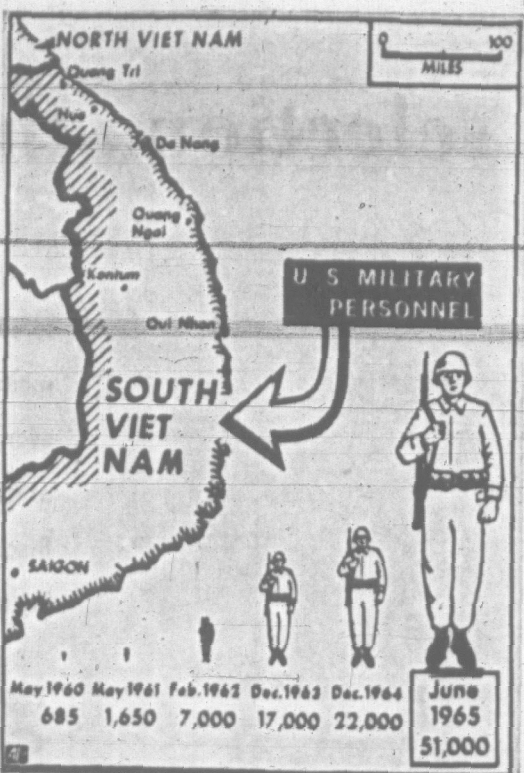 NORTH VIET NAM
0 100
MILES
Quang Tri
Hue
Da Nang
Quang
Ngai
Kontum
Qui Nhon
U S MILITARY
PERSONNEL
SOUTH
VIET
NAM
SAIGON
May 1960 May 1961 Feb. 1962 Dec. 1963 Dec. 1964 June
1965
685 1,650 7,000 17,000 22,000
51,000